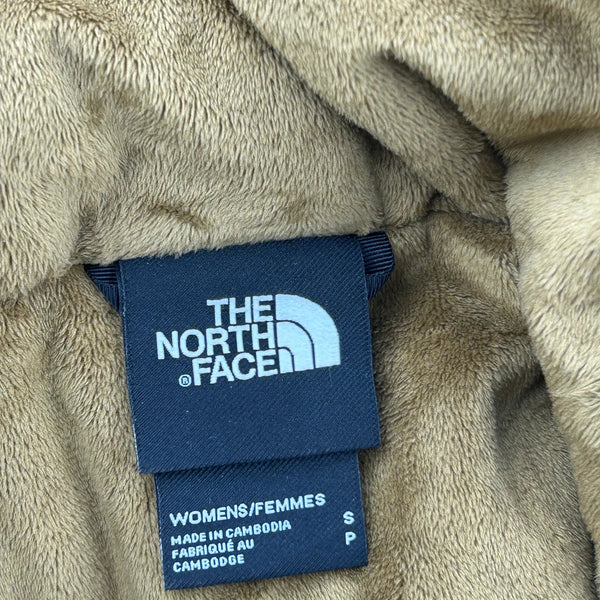 THE
NORTH
®FACE
WOMENS/FEMMES S
MADE IN CAMBODIA
FABRIQUÉ AU P
CAMBODGE